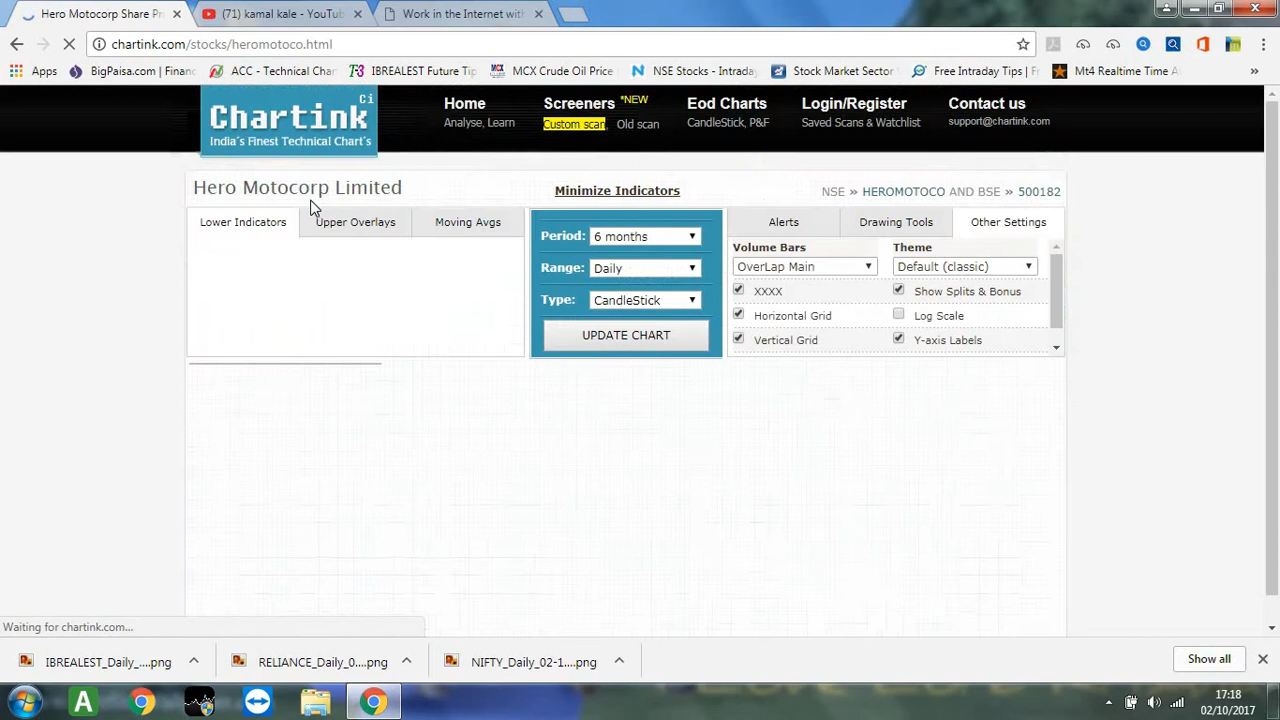 Hero Motocorp Share Pr
(71) kamal kale - YouTub
Work in the Internet with
chartink.com/stocks/heromotoco.html
Apps
BigPaisa.com | Financ
ACC - Technical Char
IBREALEST Future Tip
MCX Crude Oil Price
NSE Stocks - Intraday
Stock Market Sector
Free Intraday Tips | Fr
Mt4 Realtime Ato
»
Chartink Ci
India's Finest Technical Chart's
Home
Analyse, Learn
Screeners *NEW
Custom scan, Old scan
Eod Charts
CandleStick, P&F
Login/Register
Saved Scans & Watchlist
Contact us
support@chartink.com
Hero Motocorp Limited
Minimize Indicators
NSE » HEROMOTOCO AND BSE » 500182
Lower Indicators
Upper Overlays
Moving Avgs
Period: 6 months
Range: Daily
Type: CandleStick
UPDATE CHART
Alerts
Drawing Tools
Other Settings
Volume Bars
Theme
OverLap Main
Default (classic)
XXXX
Show Splits & Bonus
Horizontal Grid
Log Scale
Vertical Grid
Y-axis Labels
Waiting for chartink.com...
IBREALEST_Daily_....png
RELIANCE_Daily_0....png
NIFTY_Daily_02-1....png
Show all
17:18
02/10/2017